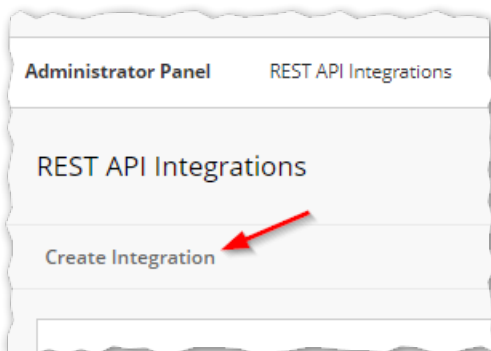 Administrator Panel REST API Integrations
REST API Integrations
Create Integration